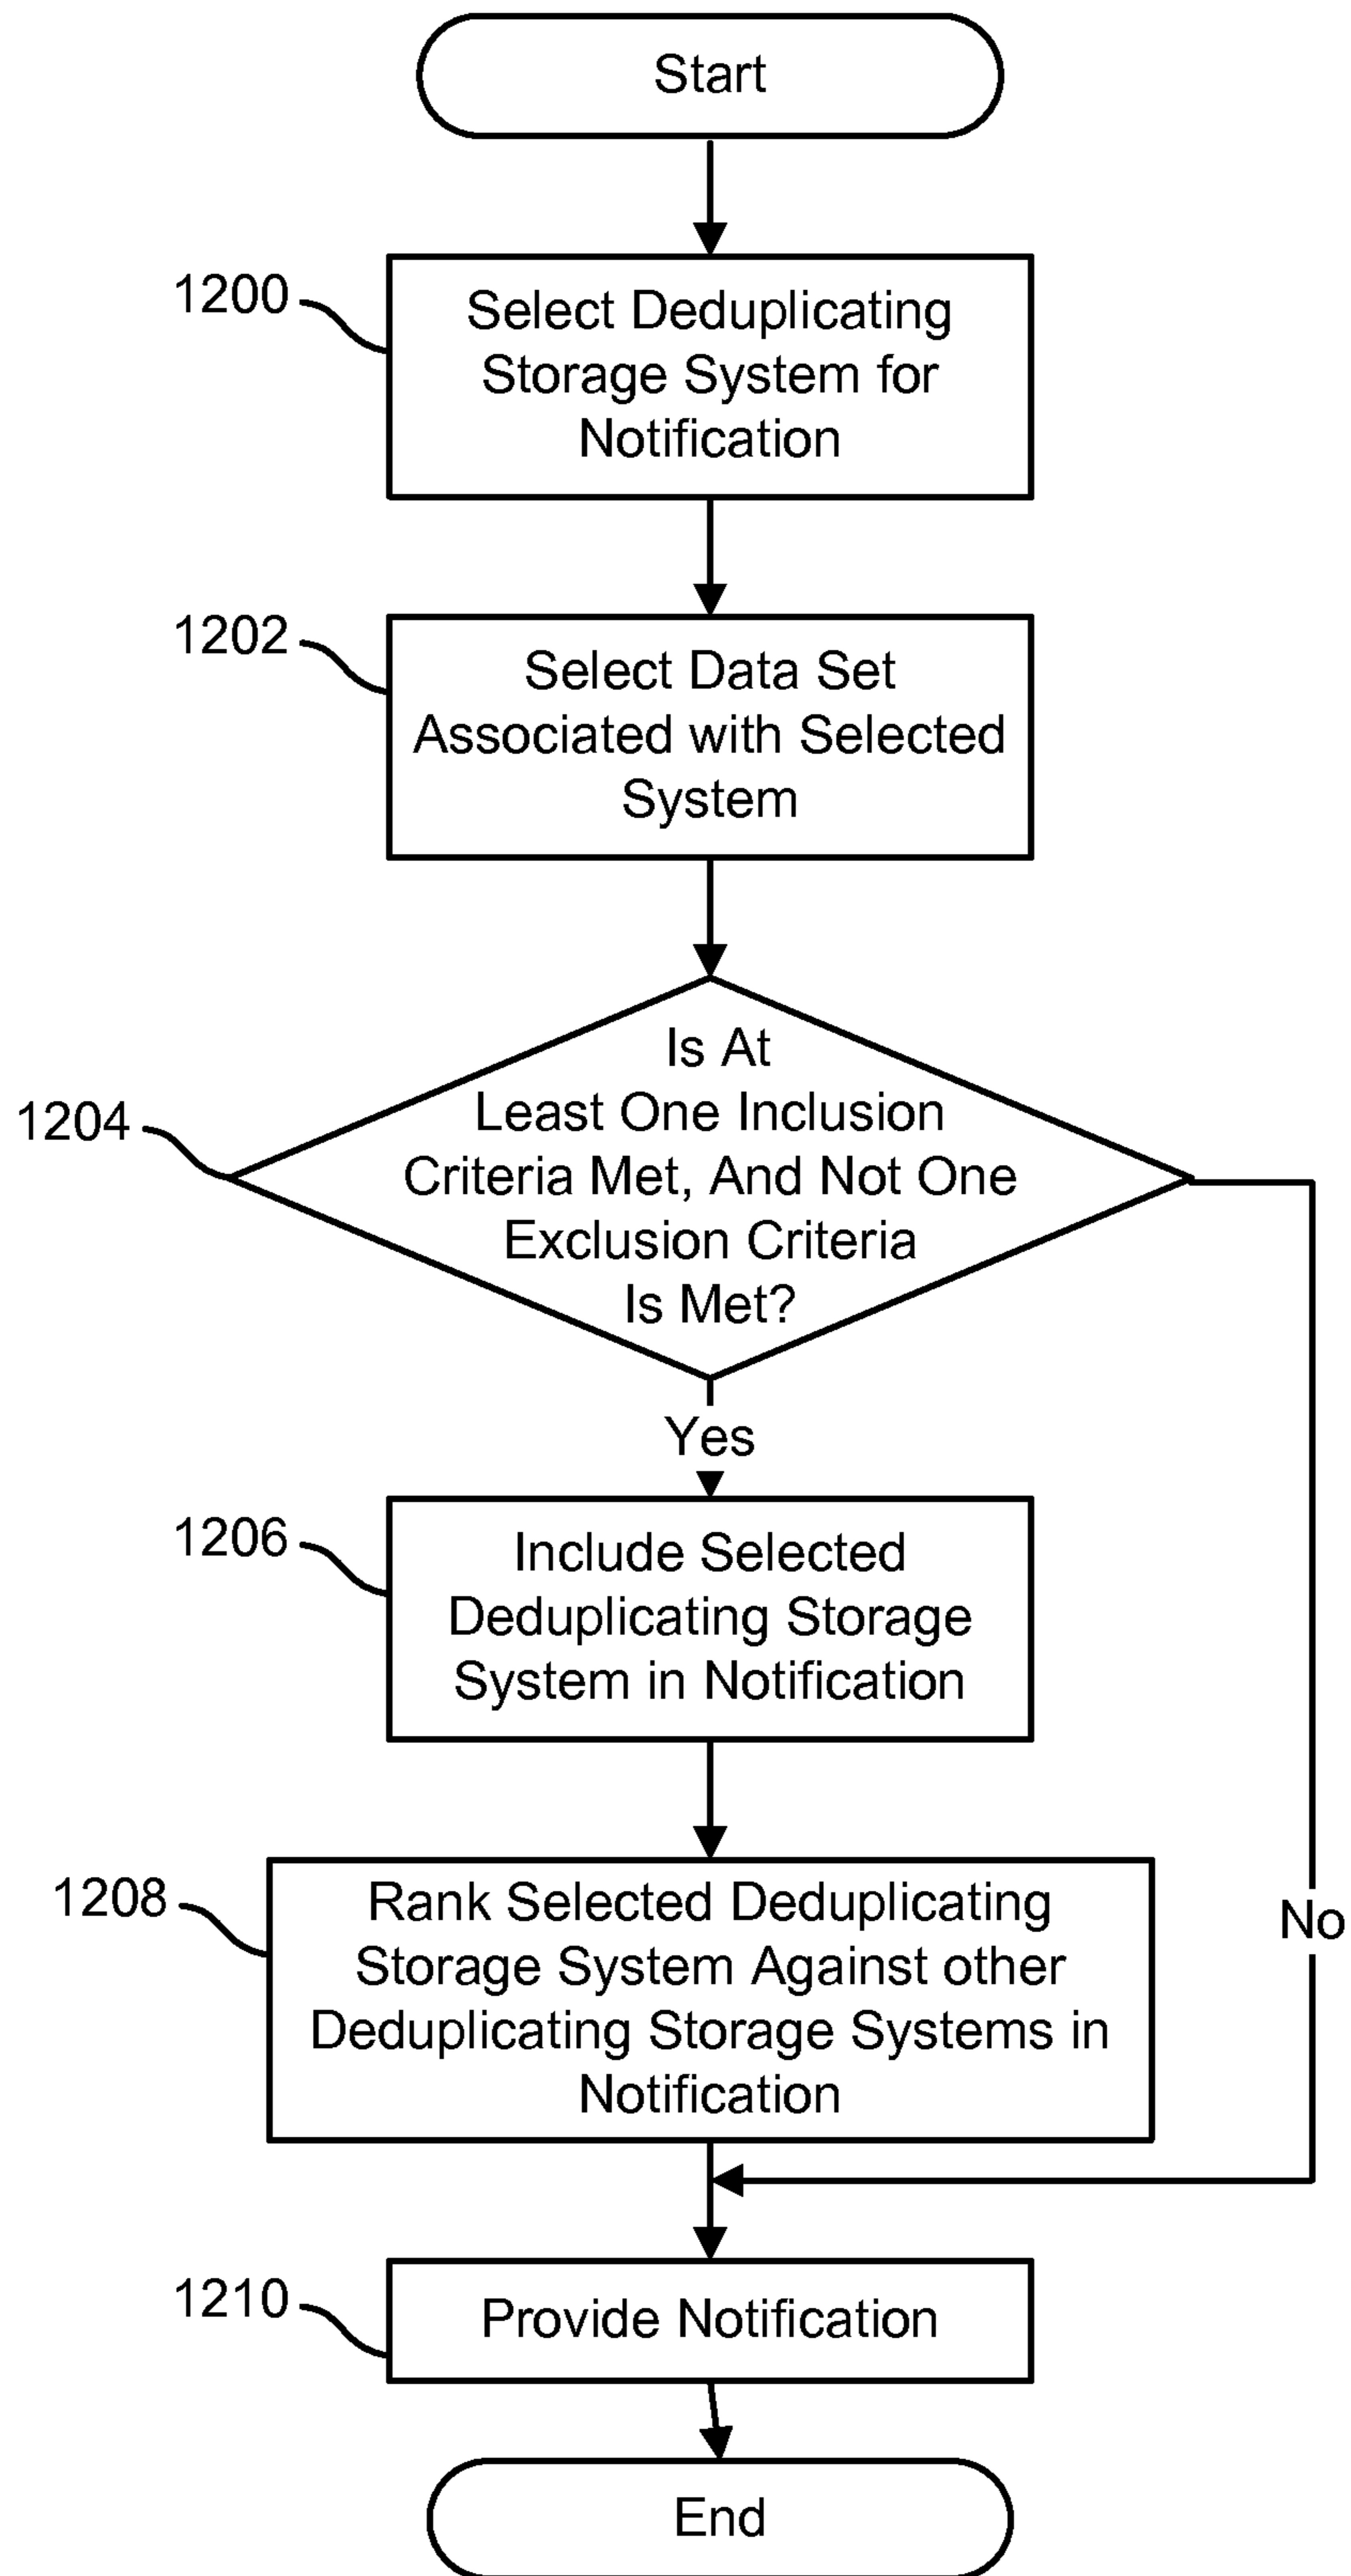 Start
1200
Select Deduplicating
Storage System for
Notification
1202
Select Data Set
Associated with Selected
System
1204
Is At
Least One Inclusion
Criteria Met, And Not One
Exclusion Criteria
Is Met?
Yes
1206
Include Selected
Deduplicating Storage
System in Notification
1208
Rank Selected Deduplicating
Storage System Against other
Deduplicating Storage Systems in
Notification
No
1210
Provide Notification
End